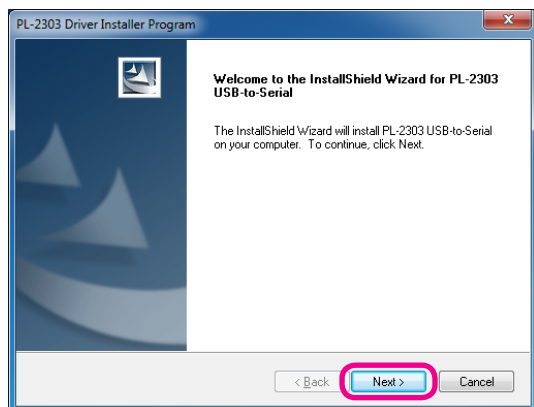 PL-2303 Driver Installer Program
Welcome to the InstallShield Wizard for PL-2303
USB-to-Serial
The InstallShield Wizard will install PL-2303 USB-to-Serial
on your computer. To continue, click Next.
< Back
Next >
Cancel